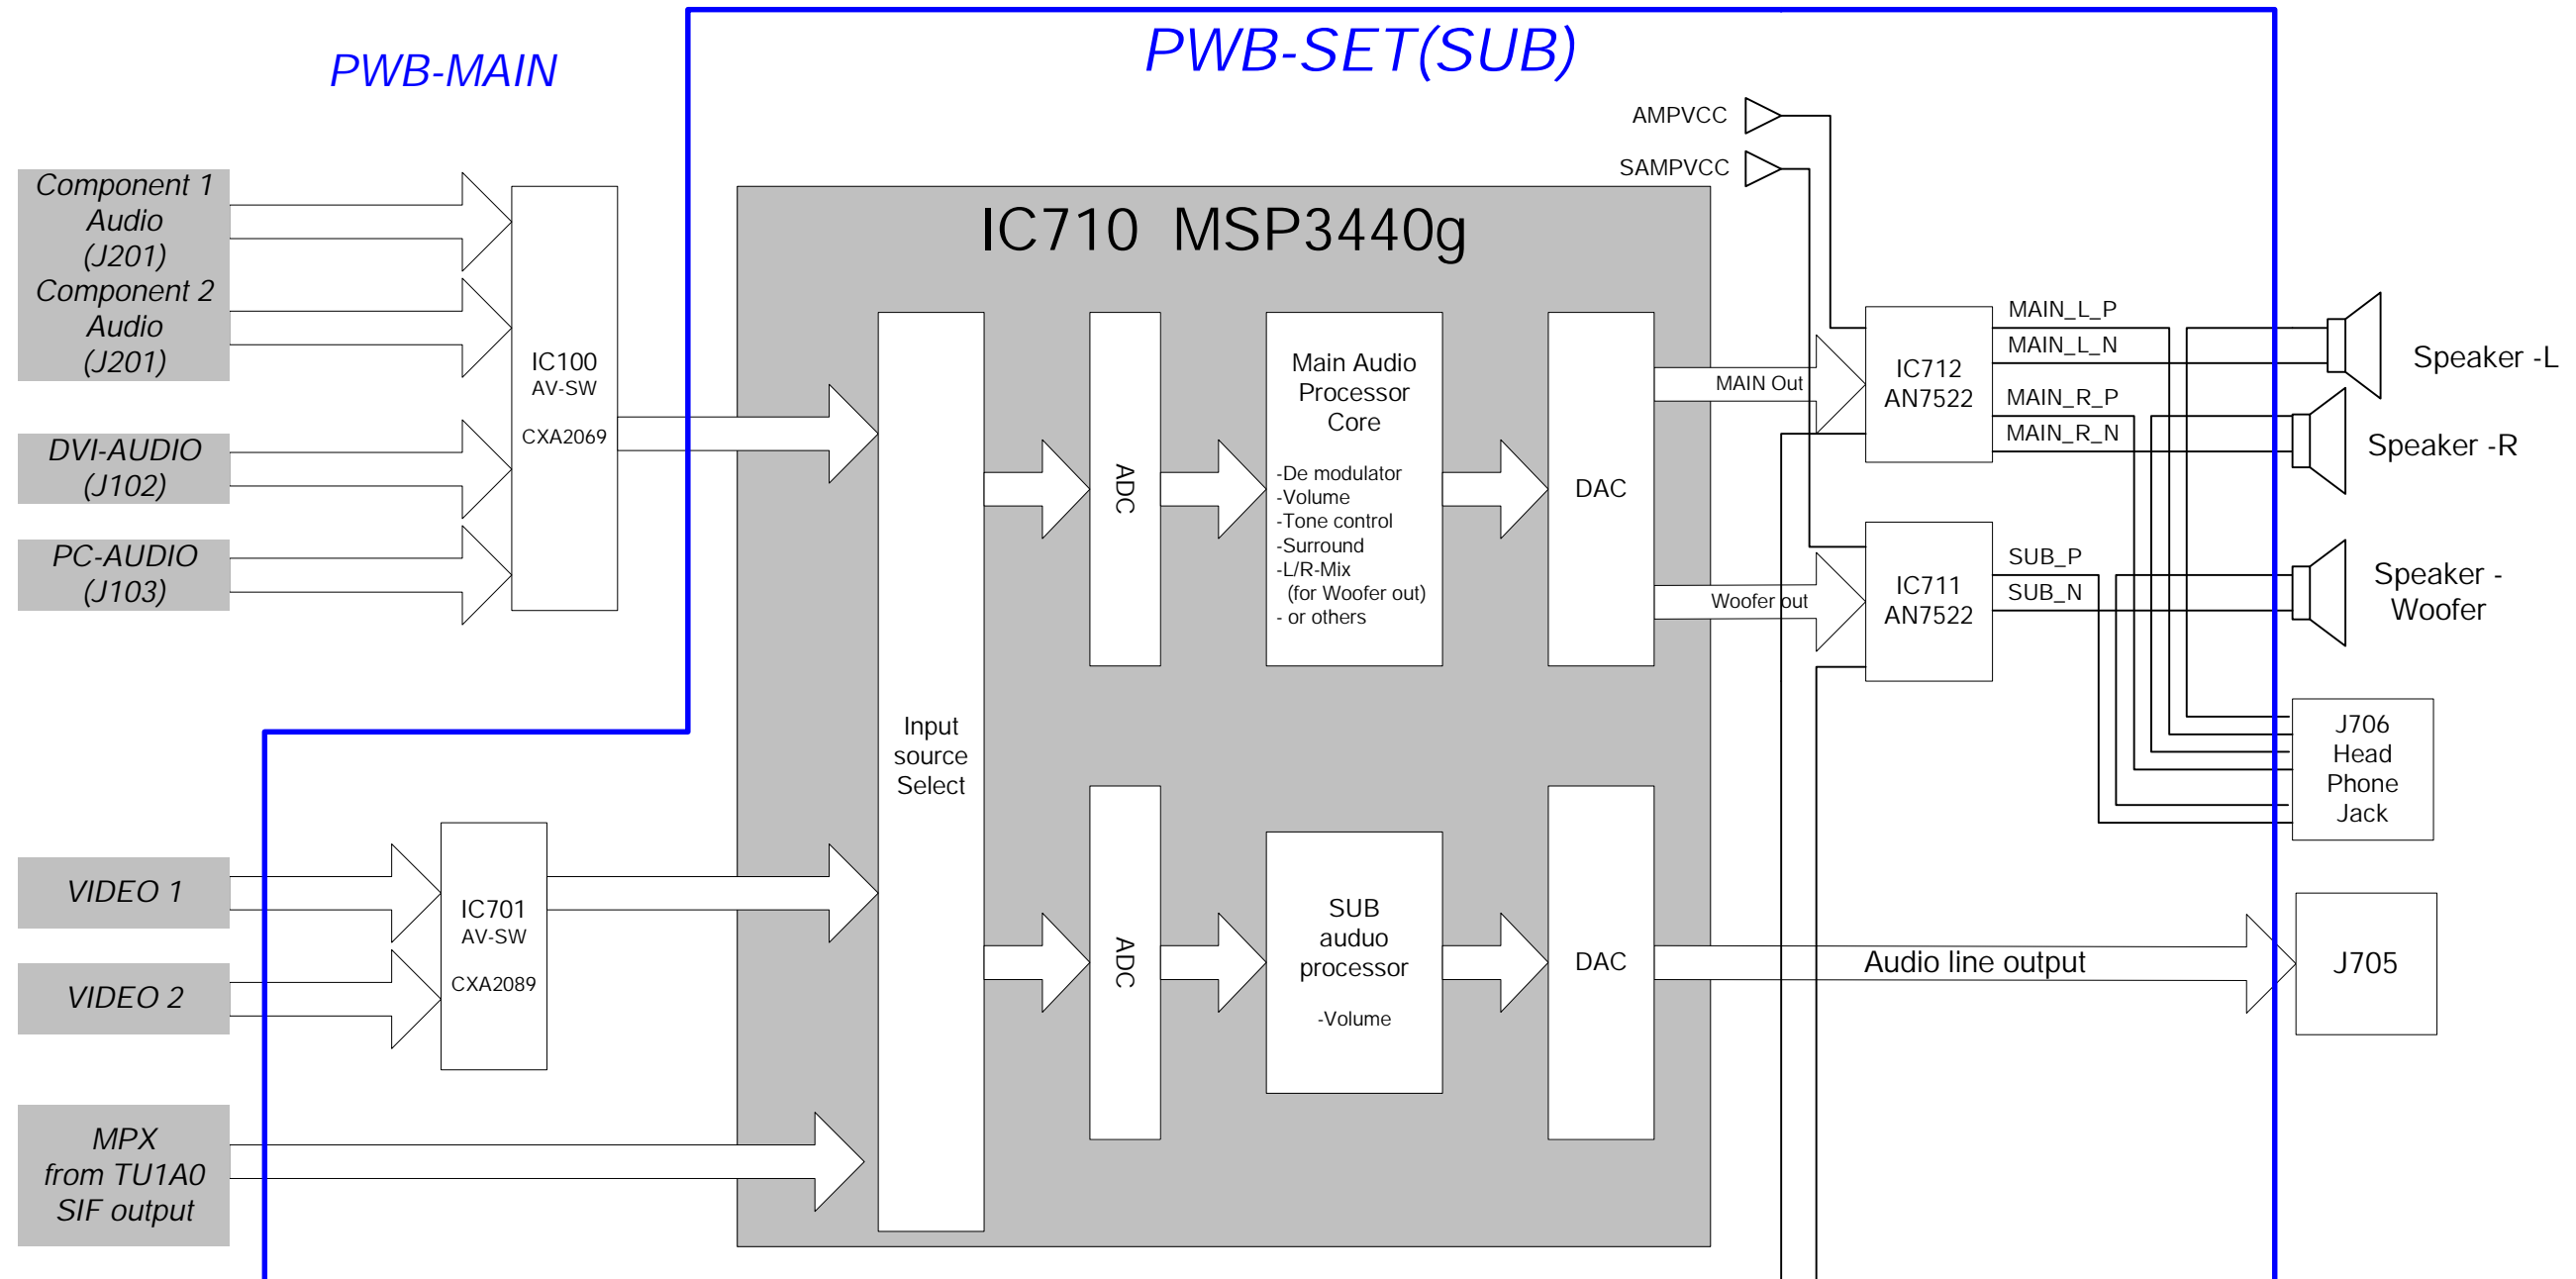 PWB-MAIN
PWB-SET(SUB)
AMPVCC
SAMPVCC
Component 1
Audio
(J201)
Component 2
Audio
(J201)
DVI-AUDIO
(J102)
PC-AUDIO
(J103)
IC100
AV-SW
CXA2069
VIDEO 1
VIDEO 2
IC701
AV-SW
CXA2089
MPX
from TU1A0
SIF output
IC710 MSP3440g
Input
source
Select
ADC
Main Audio
Processor
Core
-De modulator
-Volume
-Tone control
-Surround
-L/R-Mix
(for Woofer out)
- or others
DAC
ADC
SUB
auduo
processor
-Volume
DAC
MAIN Out
Woofer out
IC712
AN7522
IC711
AN7522
MAIN_L_P
MAIN_L_N
MAIN_R_P
MAIN_R_N
SUB_P
SUB_N
Speaker -L
Speaker -R
Speaker -
Woofer
J706
Head
Phone
Jack
Audio line output
J705